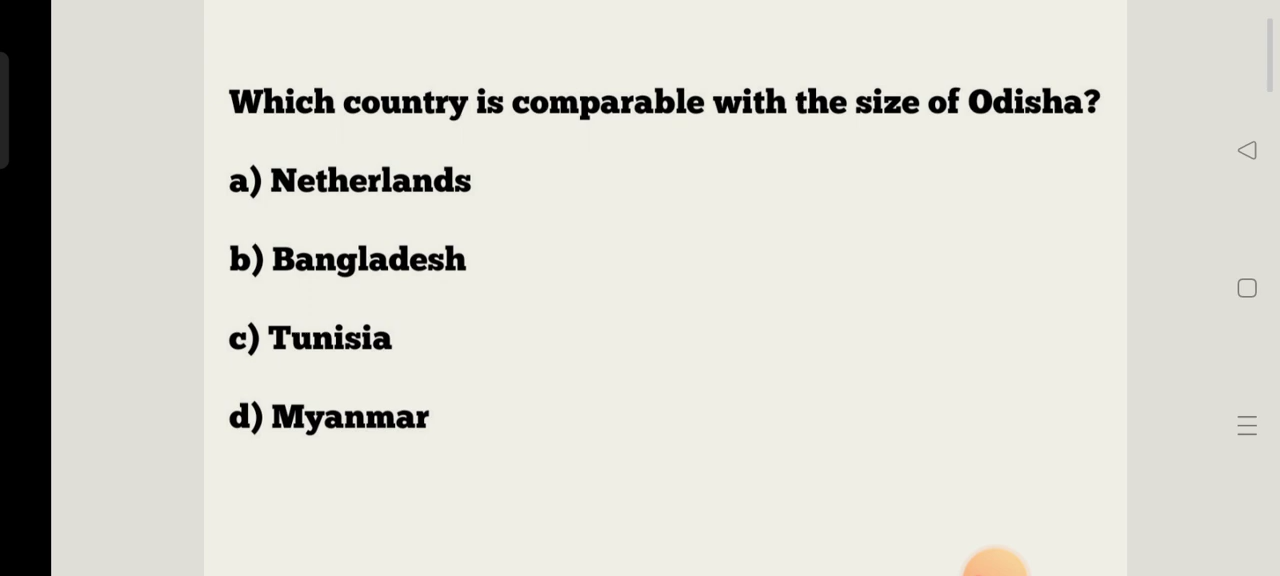 Which country is comparable with the size of Odisha?
a) Netherlands
b) Bangladesh
c) Tunisia
d) Myanmar